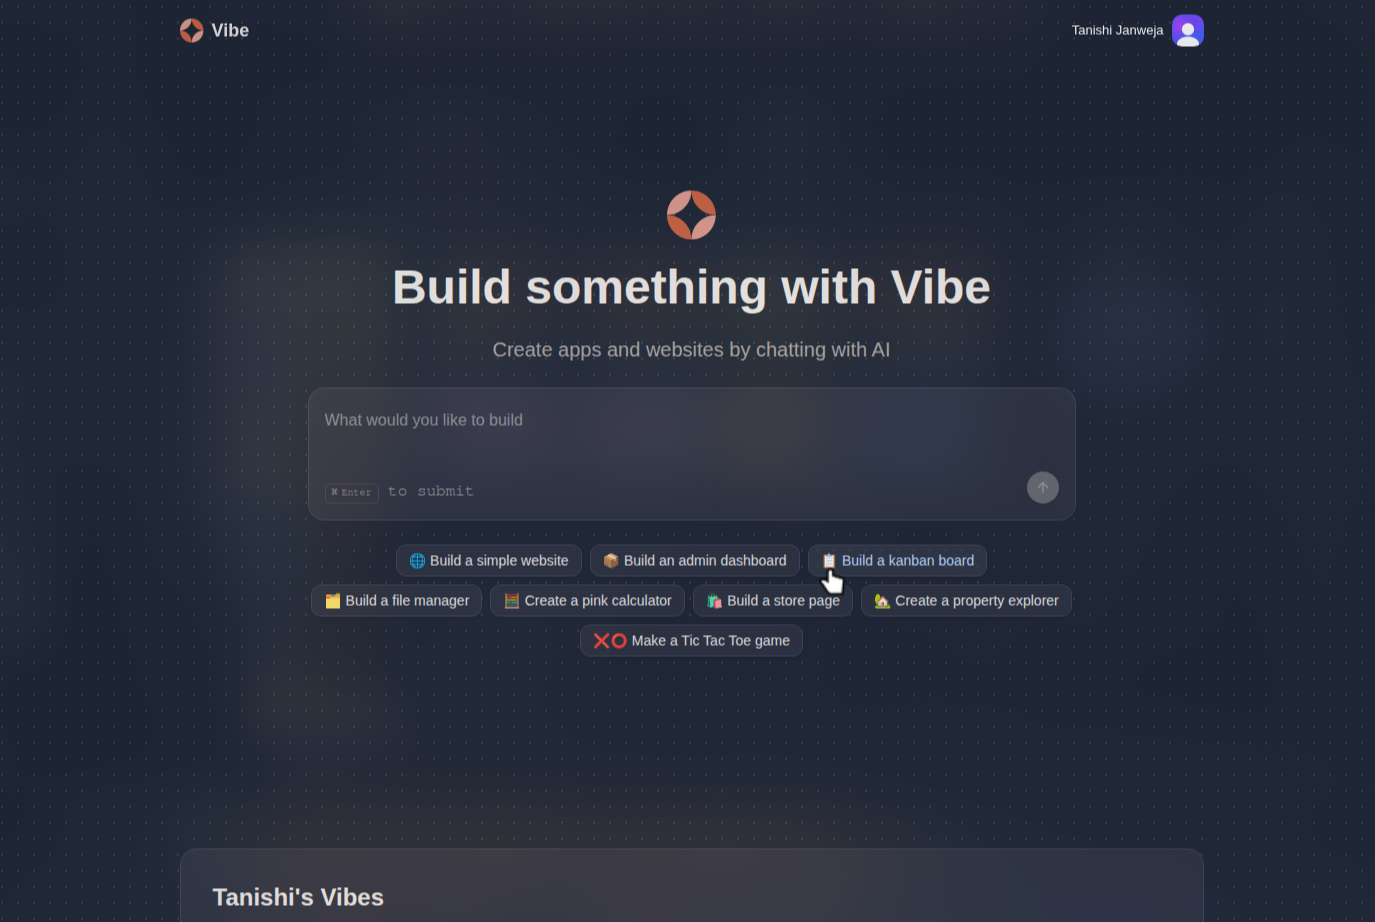 Vibe
Tanishi Janweja
Build something with Vibe
Create apps and websites by chatting with AI
What would you like to build
⌘ Enter to submit
Build a simple website
Build an admin dashboard
Build a kanban board
Build a file manager
Create a pink calculator
Build a store page
Create a property explorer
Make a Tic Tac Toe game
Tanishi's Vibes